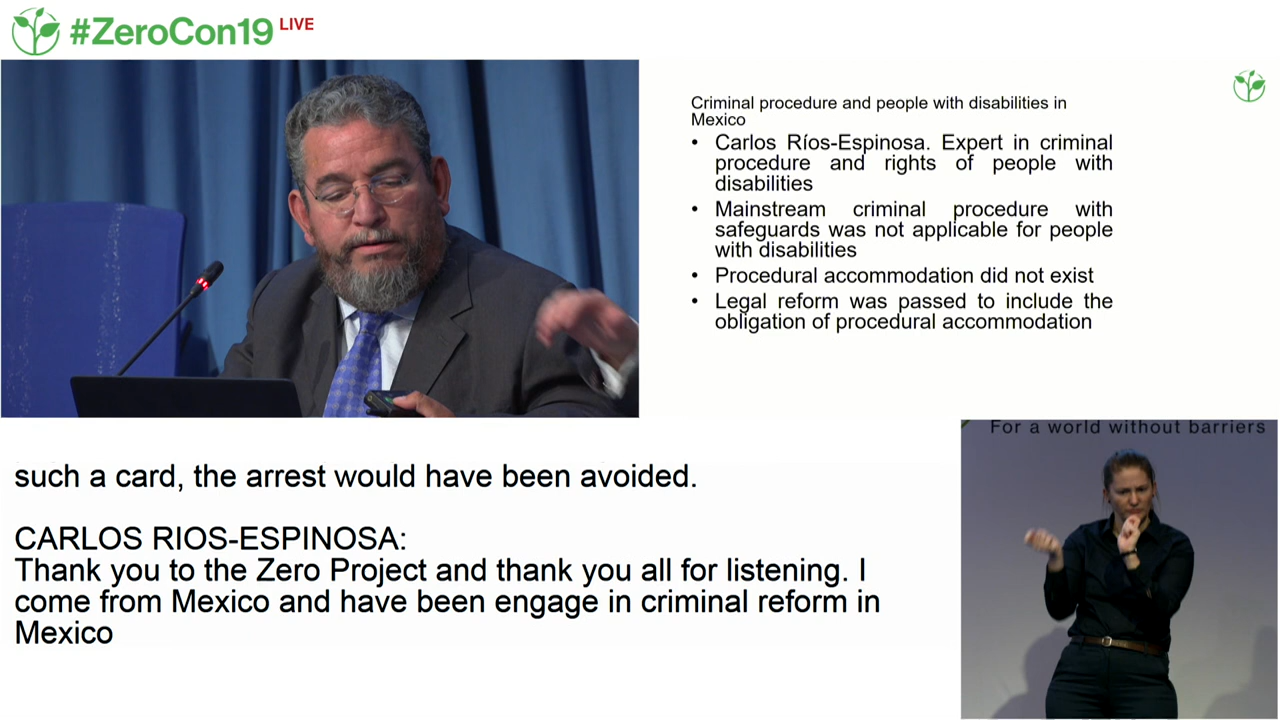 #ZeroCon19 LIVE
Criminal procedure and people with disabilities in
Mexico
• Carlos Ríos-Espinosa. Expert in criminal
procedure and rights of people with
disabilities
• Mainstream criminal procedure with
safeguards was not applicable for people
with disabilities
• Procedural accommodation did not exist
• Legal reform was passed to include the
obligation of procedural accommodation
such a card, the arrest would have been avoided.
CARLOS RIOS-ESPINOSA:
Thank you to the Zero Project and thank you all for listening. I
come from Mexico and have been engage in criminal reform in
Mexico
For a world without barriers